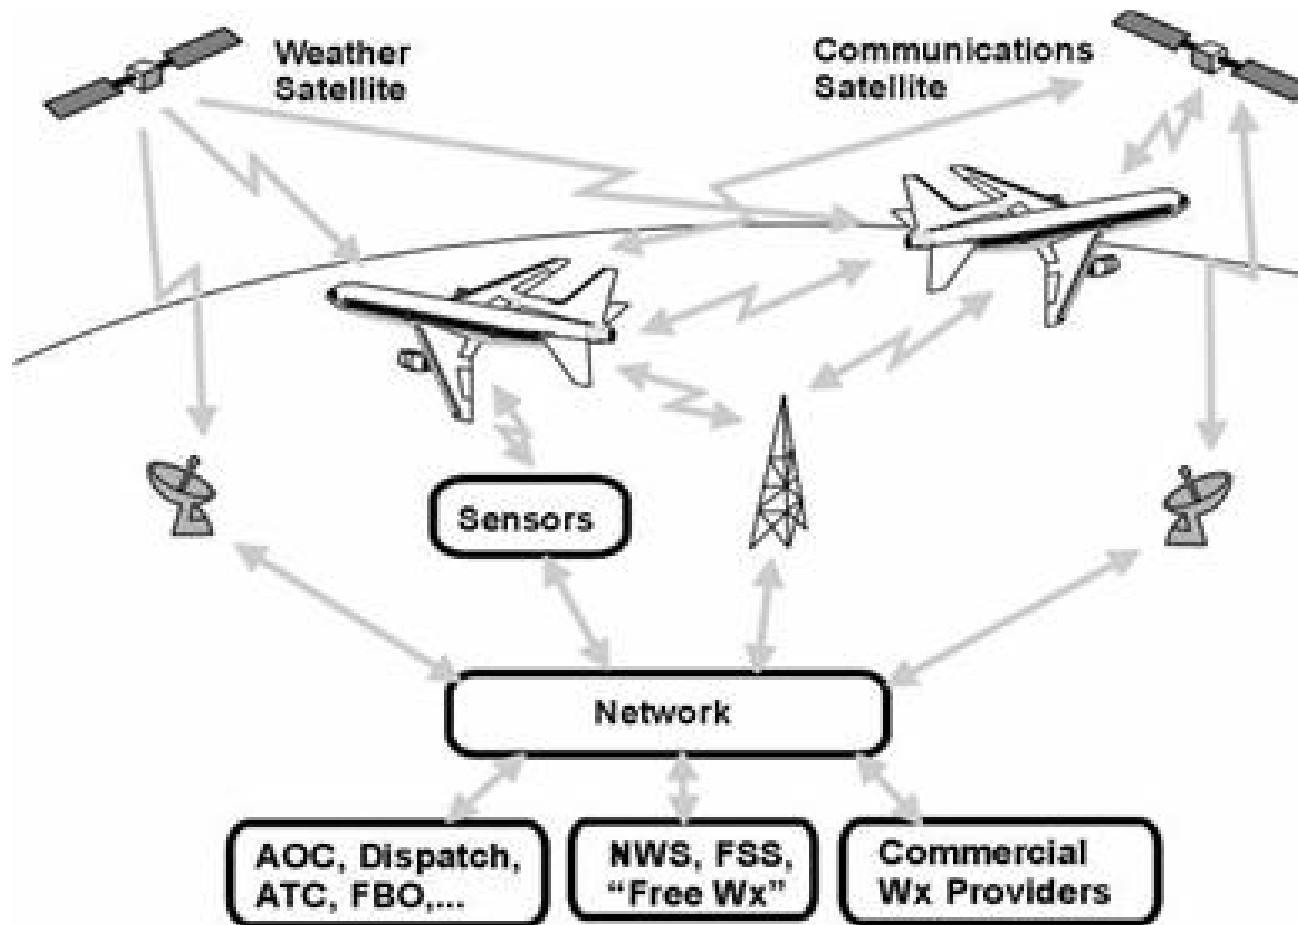 Weather
Satellite
Communications
Satellite
Sensors
Network
AOC, Dispatch,
ATC, FBO,...
NWS, FSS,
“Free Wx”
Commercial
Wx Providers